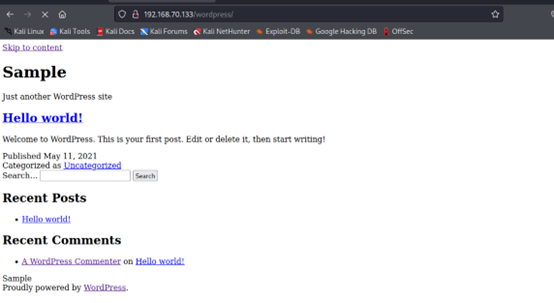 192.168.70.133/wordpress/
Kali Linux Kali Tools Kali Docs Kali Forums Kali NetHunter Exploit-DB Google Hacking DB OffSec
Skip to content
Sample
Just another WordPress site
Hello world!
Welcome to WordPress. This is your first post. Edit or delete it, then start writing!
Published May 11, 2021
Categorized as Uncategorized
Search… Search
Recent Posts
Hello world!
Recent Comments
A WordPress Commenter on Hello world!
Sample
Proudly powered by WordPress.